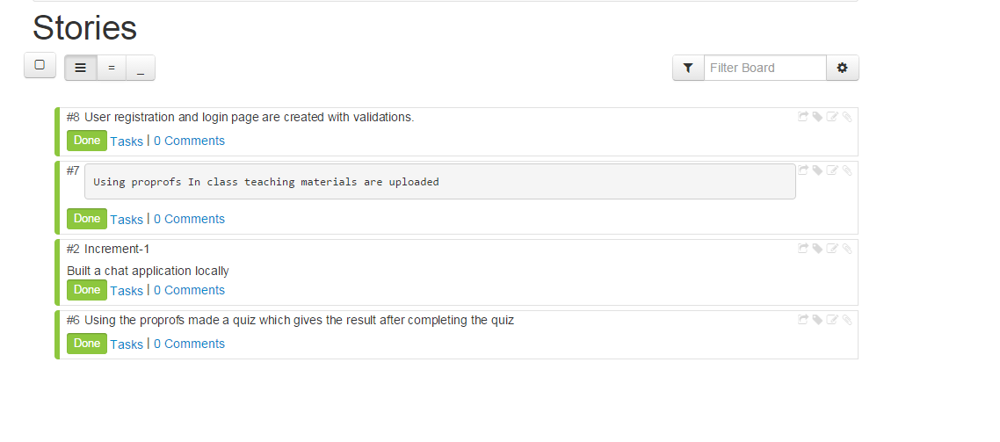 Stories
= _
Filter Board
#8 User registration and login page are created with validations.
Done Tasks | 0 Comments
#7 Using proprofs In class teaching materials are uploaded
Done Tasks | 0 Comments
#2 Increment-1
Built a chat application locally
Done Tasks | 0 Comments
#6 Using the proprofs made a quiz which gives the result after completing the quiz
Done Tasks | 0 Comments